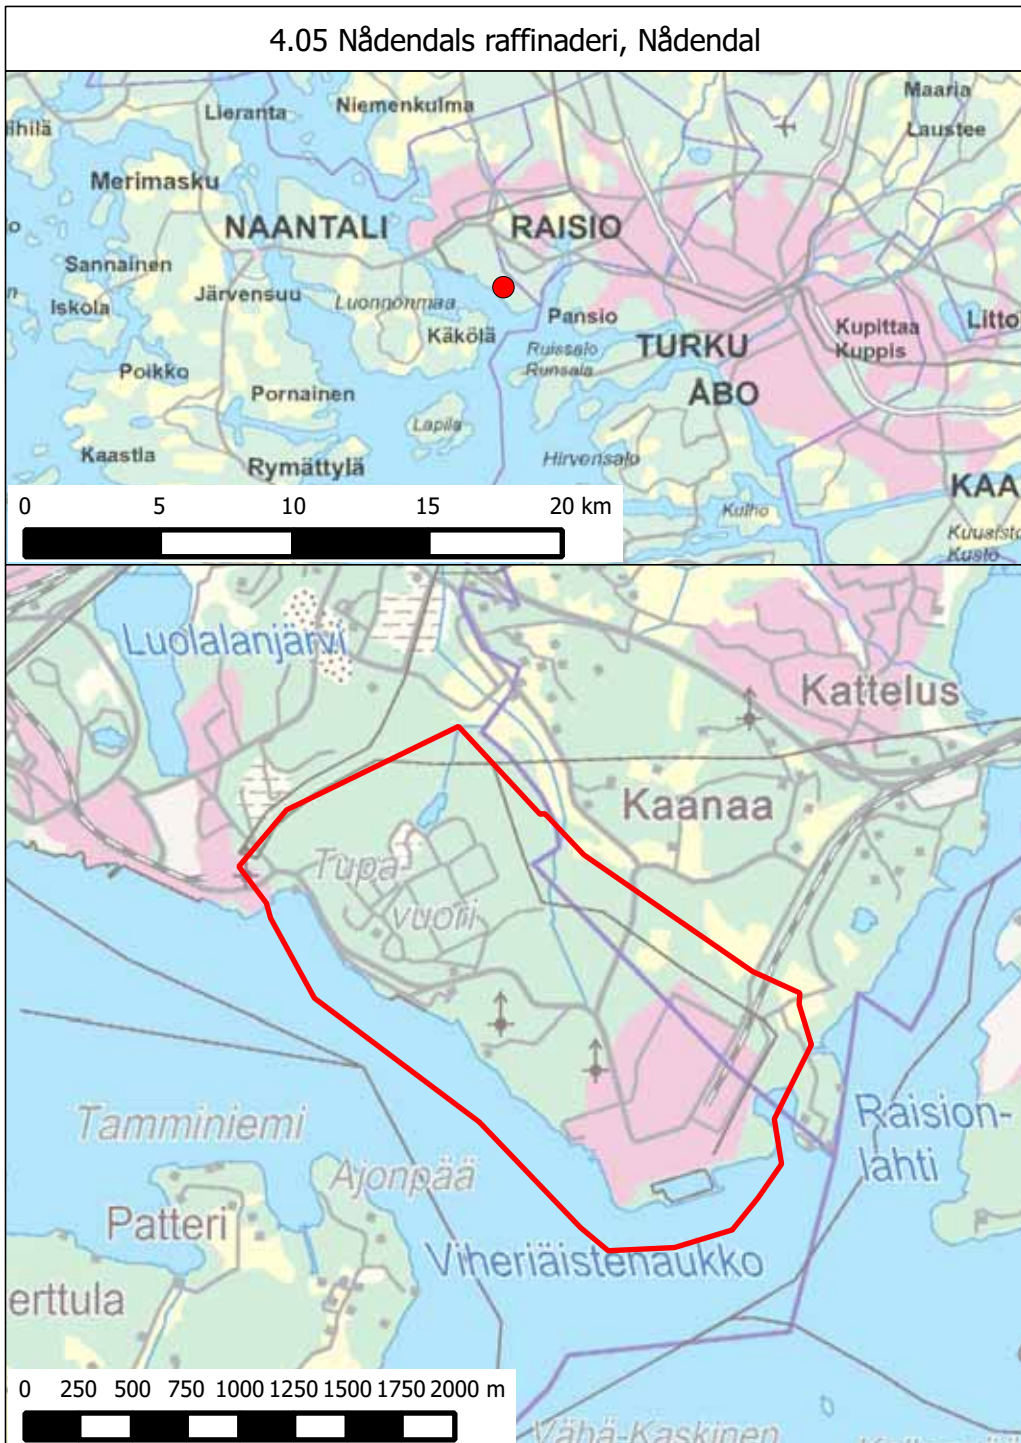 4.05 Nådendals raffinaderi, Nådendal
Maaria
Niemenkulma
Lieranta
Laustee
ihilä
Merimasku
NAANTALI
RAISIO
Sannainen
Järvensuu
Luonnonmaa
Iskola
Pansio
Litto
Kupittaa
Kuppis
Käkölä
TURKU
ÅBO
Ruissalo
Runsala
Poikko
Pornainen
Lapila
Kaastla
Rymättylä
Hirvensalo
KAA
Kulho
Kuusisto
Kustö
0 5 10 15 20 km
Luolalanjärvi
Kattelus
Kaanaa
Tupa-
vuori
Raision-
lahti
Tamminiemi
Ajonpää
Patteri
Viheriäistenaukko
erttula
0 250 500 750 1000 1250 1500 1750 2000 m
Vähä-Kaskinen